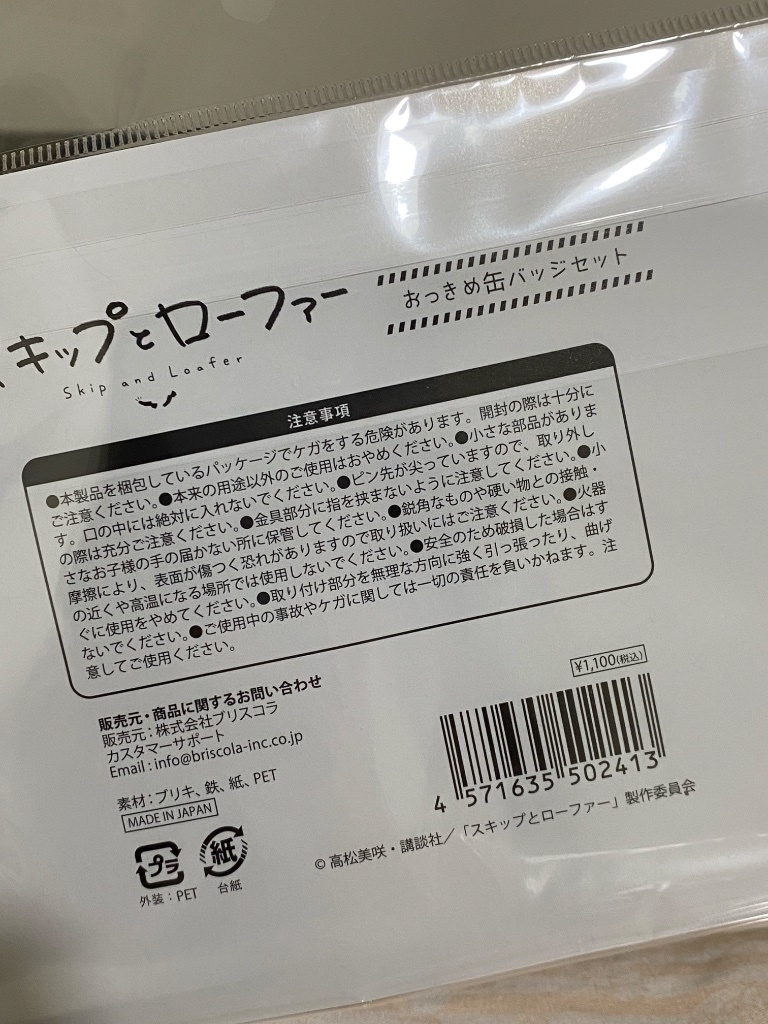 スキップとローファー
Skip and Loafer
おっきめ缶バッジセット
注意事項
●本製品を梱包しているパッケージでケガをする危険があります。開封の際は十分に
ご注意ください。●本来の用途以外のご使用はおやめください。●小さな部品がありま
す。口の中には絶対に入れないでください。●ピン先が尖っていますので、取り外し
の際は充分ご注意ください。●金具部分に指を挟まないように注意してください。●小
さなお子様の手の届かない所に保管してください。●鋭角なものや硬い物との接触・
摩擦により、表面が傷つく恐れがありますので取り扱いにはご注意ください。●火器
の近くや高温になる場所では使用しないでください。●安全のため破損した場合はす
ぐに使用をやめてください。●取り付け部分を無理な方向に強く引っ張ったり、曲げ
ないでください。●ご使用中の事故やケガに関しては一切の責任を負いかねます。注
意してご使用ください。
販売元・商品に関するお問い合わせ
販売元：株式会社ブリスコラ
カスタマーサポート
Email：info@briscola-inc.co.jp
素材：ブリキ、鉄、紙、PET
MADE IN JAPAN
プラ
外装：PET
紙
台紙
¥1,100(税込)
4 571635 502413
© 高松美咲・講談社／「スキップとローファー」製作委員会